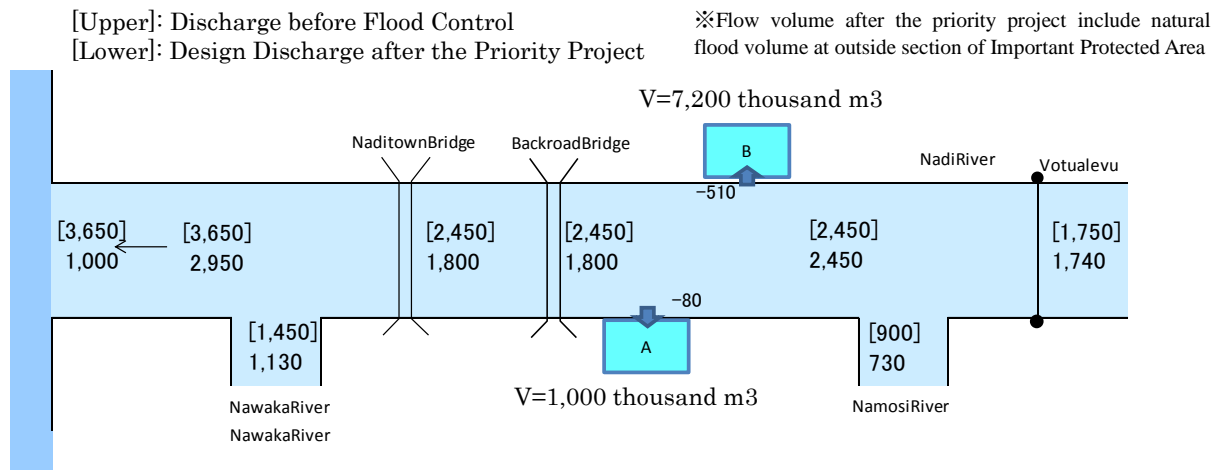 [Upper]: Discharge before Flood Control
[Lower]: Design Discharge after the Priority Project
※Flow volume after the priority project include natural
flood volume at outside section of Important Protected Area
V=7,200 thousand m3
NaditownBridge
BackroadBridge
B
NadiRiver
Votualevu
-510
[3,650]
1,000
[3,650]
2,950
[2,450]
1,800
[2,450]
1,800
[2,450]
2,450
[1,750]
1,740
-80
[1,450]
1,130
A
[900]
730
V=1,000 thousand m3
NawakaRiver
NawakaRiver
NamosiRiver